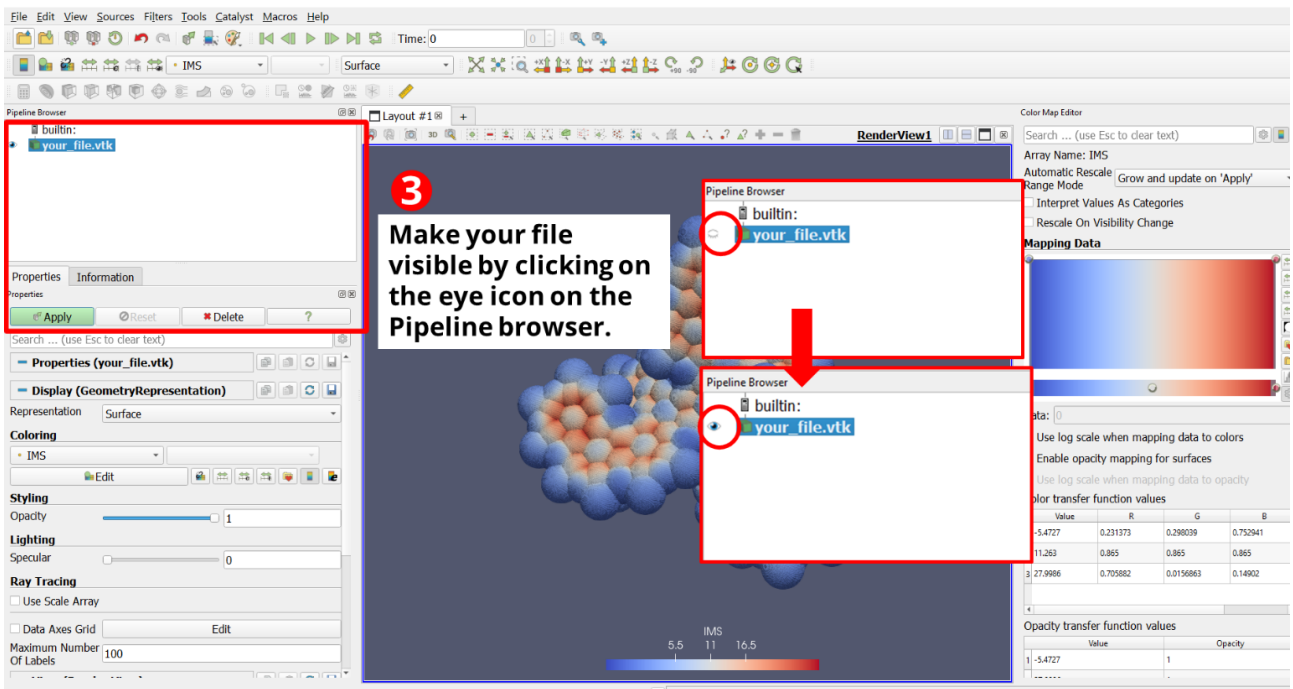 File Edit View Sources Filters Tools Catalyst Macros Help
Time: 0
0
IMS
Surface
+X -X +Y -Y +Z -Z -90 +90
Pipeline Browser
builtin:
your_file.vtk
Properties Information
Properties
Apply Reset Delete ?
Search ... (use Esc to clear text)
Properties (your_file.vtk)
Display (GeometryRepresentation)
Representation Surface
Coloring
IMS
Edit
Styling
Opacity 1
Lighting
Specular 0
Ray Tracing
Use Scale Array
Data Axes Grid Edit
Maximum Number
Of Labels 100
Layout #1 +
3D
RenderView1
3
Make your file
visible by clicking on
the eye icon on the
Pipeline browser.
Pipeline Browser
builtin:
your_file.vtk
Pipeline Browser
builtin:
your_file.vtk
IMS
5.5 11 16.5
Color Map Editor
Search ... (use Esc to clear text)
Array Name: IMS
Automatic Rescale
Range Mode Grow and update on 'Apply'
Interpret Values As Categories
Rescale On Visibility Change
Mapping Data
ata: 0
Use log scale when mapping data to colors
Enable opacity mapping for surfaces
Use log scale when mapping data to opacity
olor transfer function values
Value R G B
-5.4727 0.231373 0.298039 0.752941
11.263 0.865 0.865 0.865
3 27.9986 0.705882 0.0156863 0.14902
Opacity transfer function values
Value Opacity
1 -5.4727 1